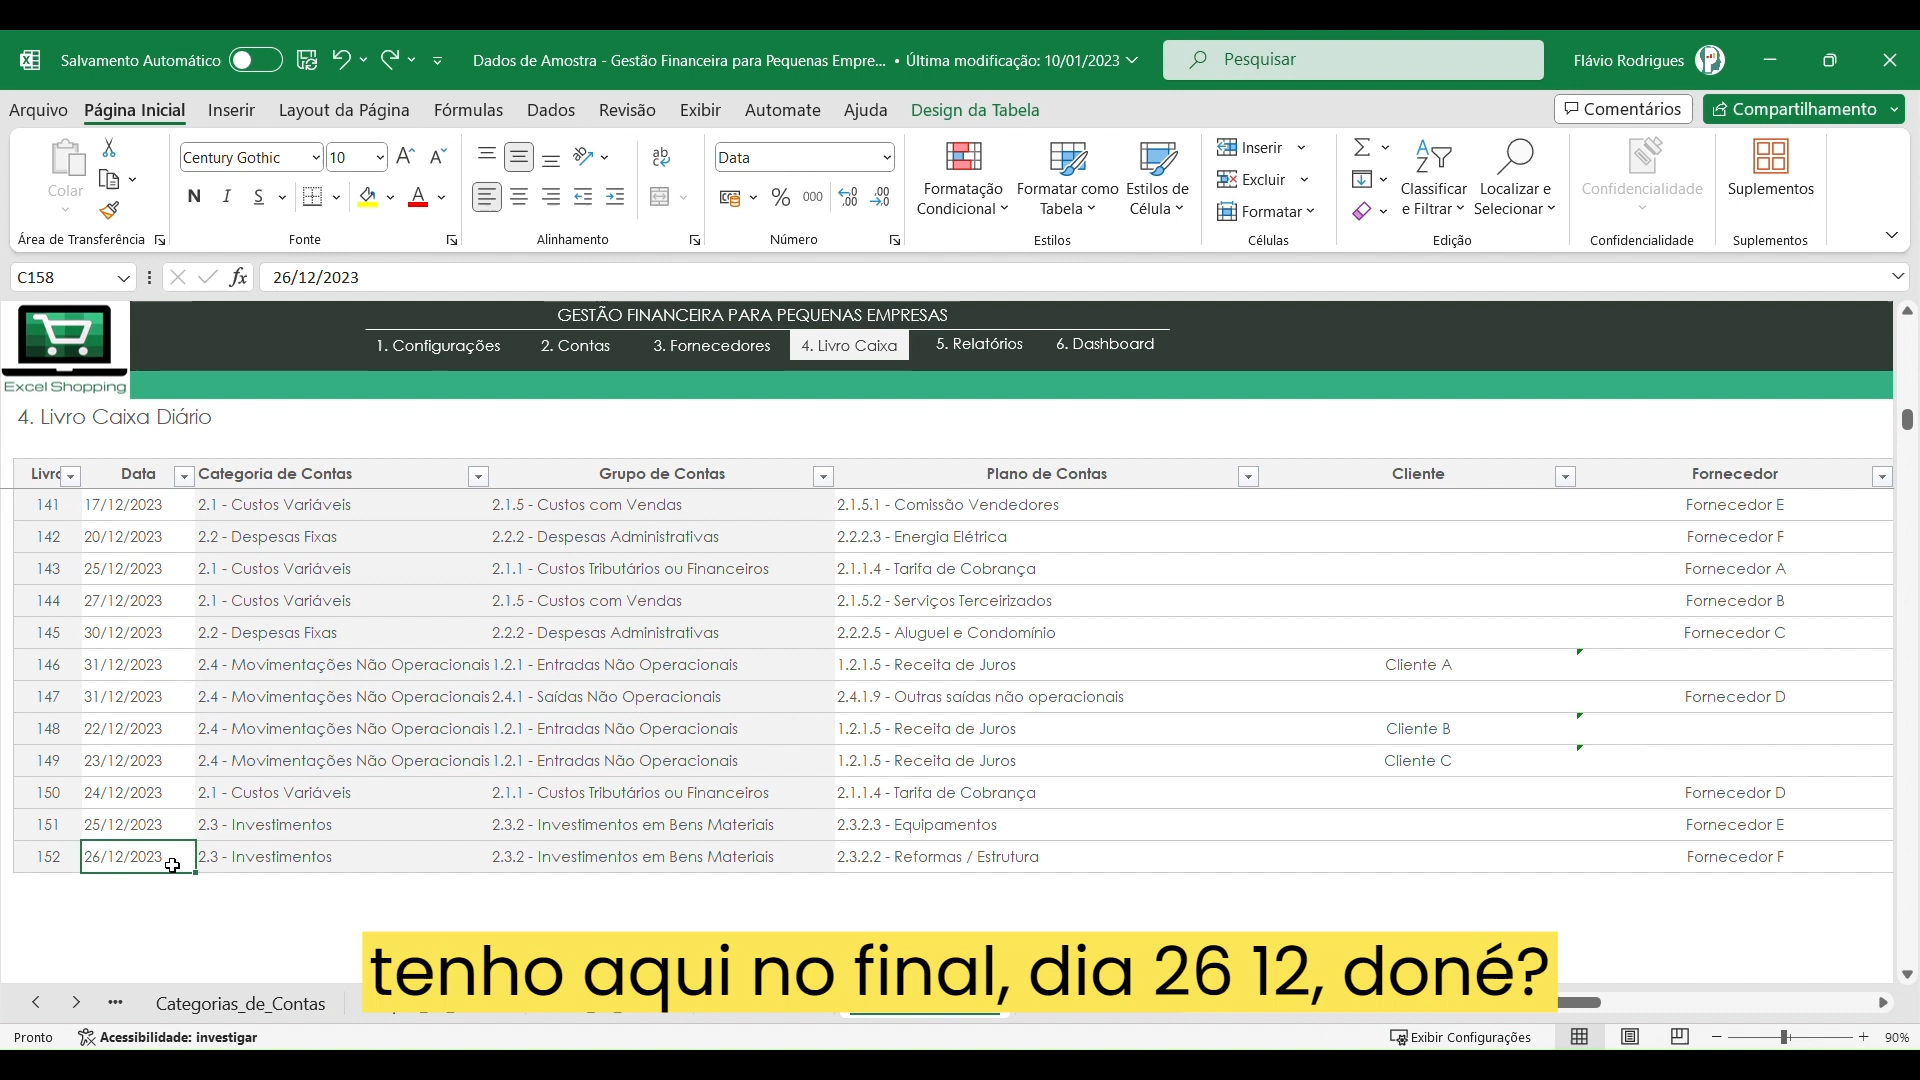 Salvamento Automático
Dados de Amostra - Gestão Financeira para Pequenas Empre... • Última modificação: 10/01/2023
Pesquisar
Flávio Rodrigues
Arquivo Página Inicial Inserir Layout da Página Fórmulas Dados Revisão Exibir Automate Ajuda Design da Tabela
Comentários Compartilhamento
Colar
Área de Transferência
Century Gothic 10
N I S
Fonte
ab
Alinhamento
Data
% 000
Número
Formatação Condicional
Formatar como Tabela
Estilos de Célula
Estilos
Inserir
Excluir
Formatar
Células
Classificar e Filtrar
Localizar e Selecionar
Edição
Confidencialidade
Confidencialidade
Suplementos
Suplementos
C158 fx 26/12/2023
Excel Shopping
GESTÃO FINANCEIRA PARA PEQUENAS EMPRESAS
1. Configurações 2. Contas 3. Fornecedores 4. Livro Caixa 5. Relatórios 6. Dashboard
4. Livro Caixa Diário
Livro Data Categoria de Contas Grupo de Contas Plano de Contas Cliente Fornecedor
141 17/12/2023 2.1 - Custos Variáveis 2.1.5 - Custos com Vendas 2.1.5.1 - Comissão Vendedores Fornecedor E
142 20/12/2023 2.2 - Despesas Fixas 2.2.2 - Despesas Administrativas 2.2.2.3 - Energia Elétrica Fornecedor F
143 25/12/2023 2.1 - Custos Variáveis 2.1.1 - Custos Tributários ou Financeiros 2.1.1.4 - Tarifa de Cobrança Fornecedor A
144 27/12/2023 2.1 - Custos Variáveis 2.1.5 - Custos com Vendas 2.1.5.2 - Serviços Terceirizados Fornecedor B
145 30/12/2023 2.2 - Despesas Fixas 2.2.2 - Despesas Administrativas 2.2.2.5 - Aluguel e Condomínio Fornecedor C
146 31/12/2023 2.4 - Movimentações Não Operacionais 1.2.1 - Entradas Não Operacionais 1.2.1.5 - Receita de Juros Cliente A
147 31/12/2023 2.4 - Movimentações Não Operacionais 2.4.1 - Saídas Não Operacionais 2.4.1.9 - Outras saídas não operacionais Fornecedor D
148 22/12/2023 2.4 - Movimentações Não Operacionais 1.2.1 - Entradas Não Operacionais 1.2.1.5 - Receita de Juros Cliente B
149 23/12/2023 2.4 - Movimentações Não Operacionais 1.2.1 - Entradas Não Operacionais 1.2.1.5 - Receita de Juros Cliente C
150 24/12/2023 2.1 - Custos Variáveis 2.1.1 - Custos Tributários ou Financeiros 2.1.1.4 - Tarifa de Cobrança Fornecedor D
151 25/12/2023 2.3 - Investimentos 2.3.2 - Investimentos em Bens Materiais 2.3.2.3 - Equipamentos Fornecedor E
152 26/12/2023 2.3 - Investimentos 2.3.2 - Investimentos em Bens Materiais 2.3.2.2 - Reformas / Estrutura Fornecedor F
tenho aqui no final, dia 26 12, doné?
Categorias_de_Contas
Pronto Acessibilidade: investigar Exibir Configurações 90%